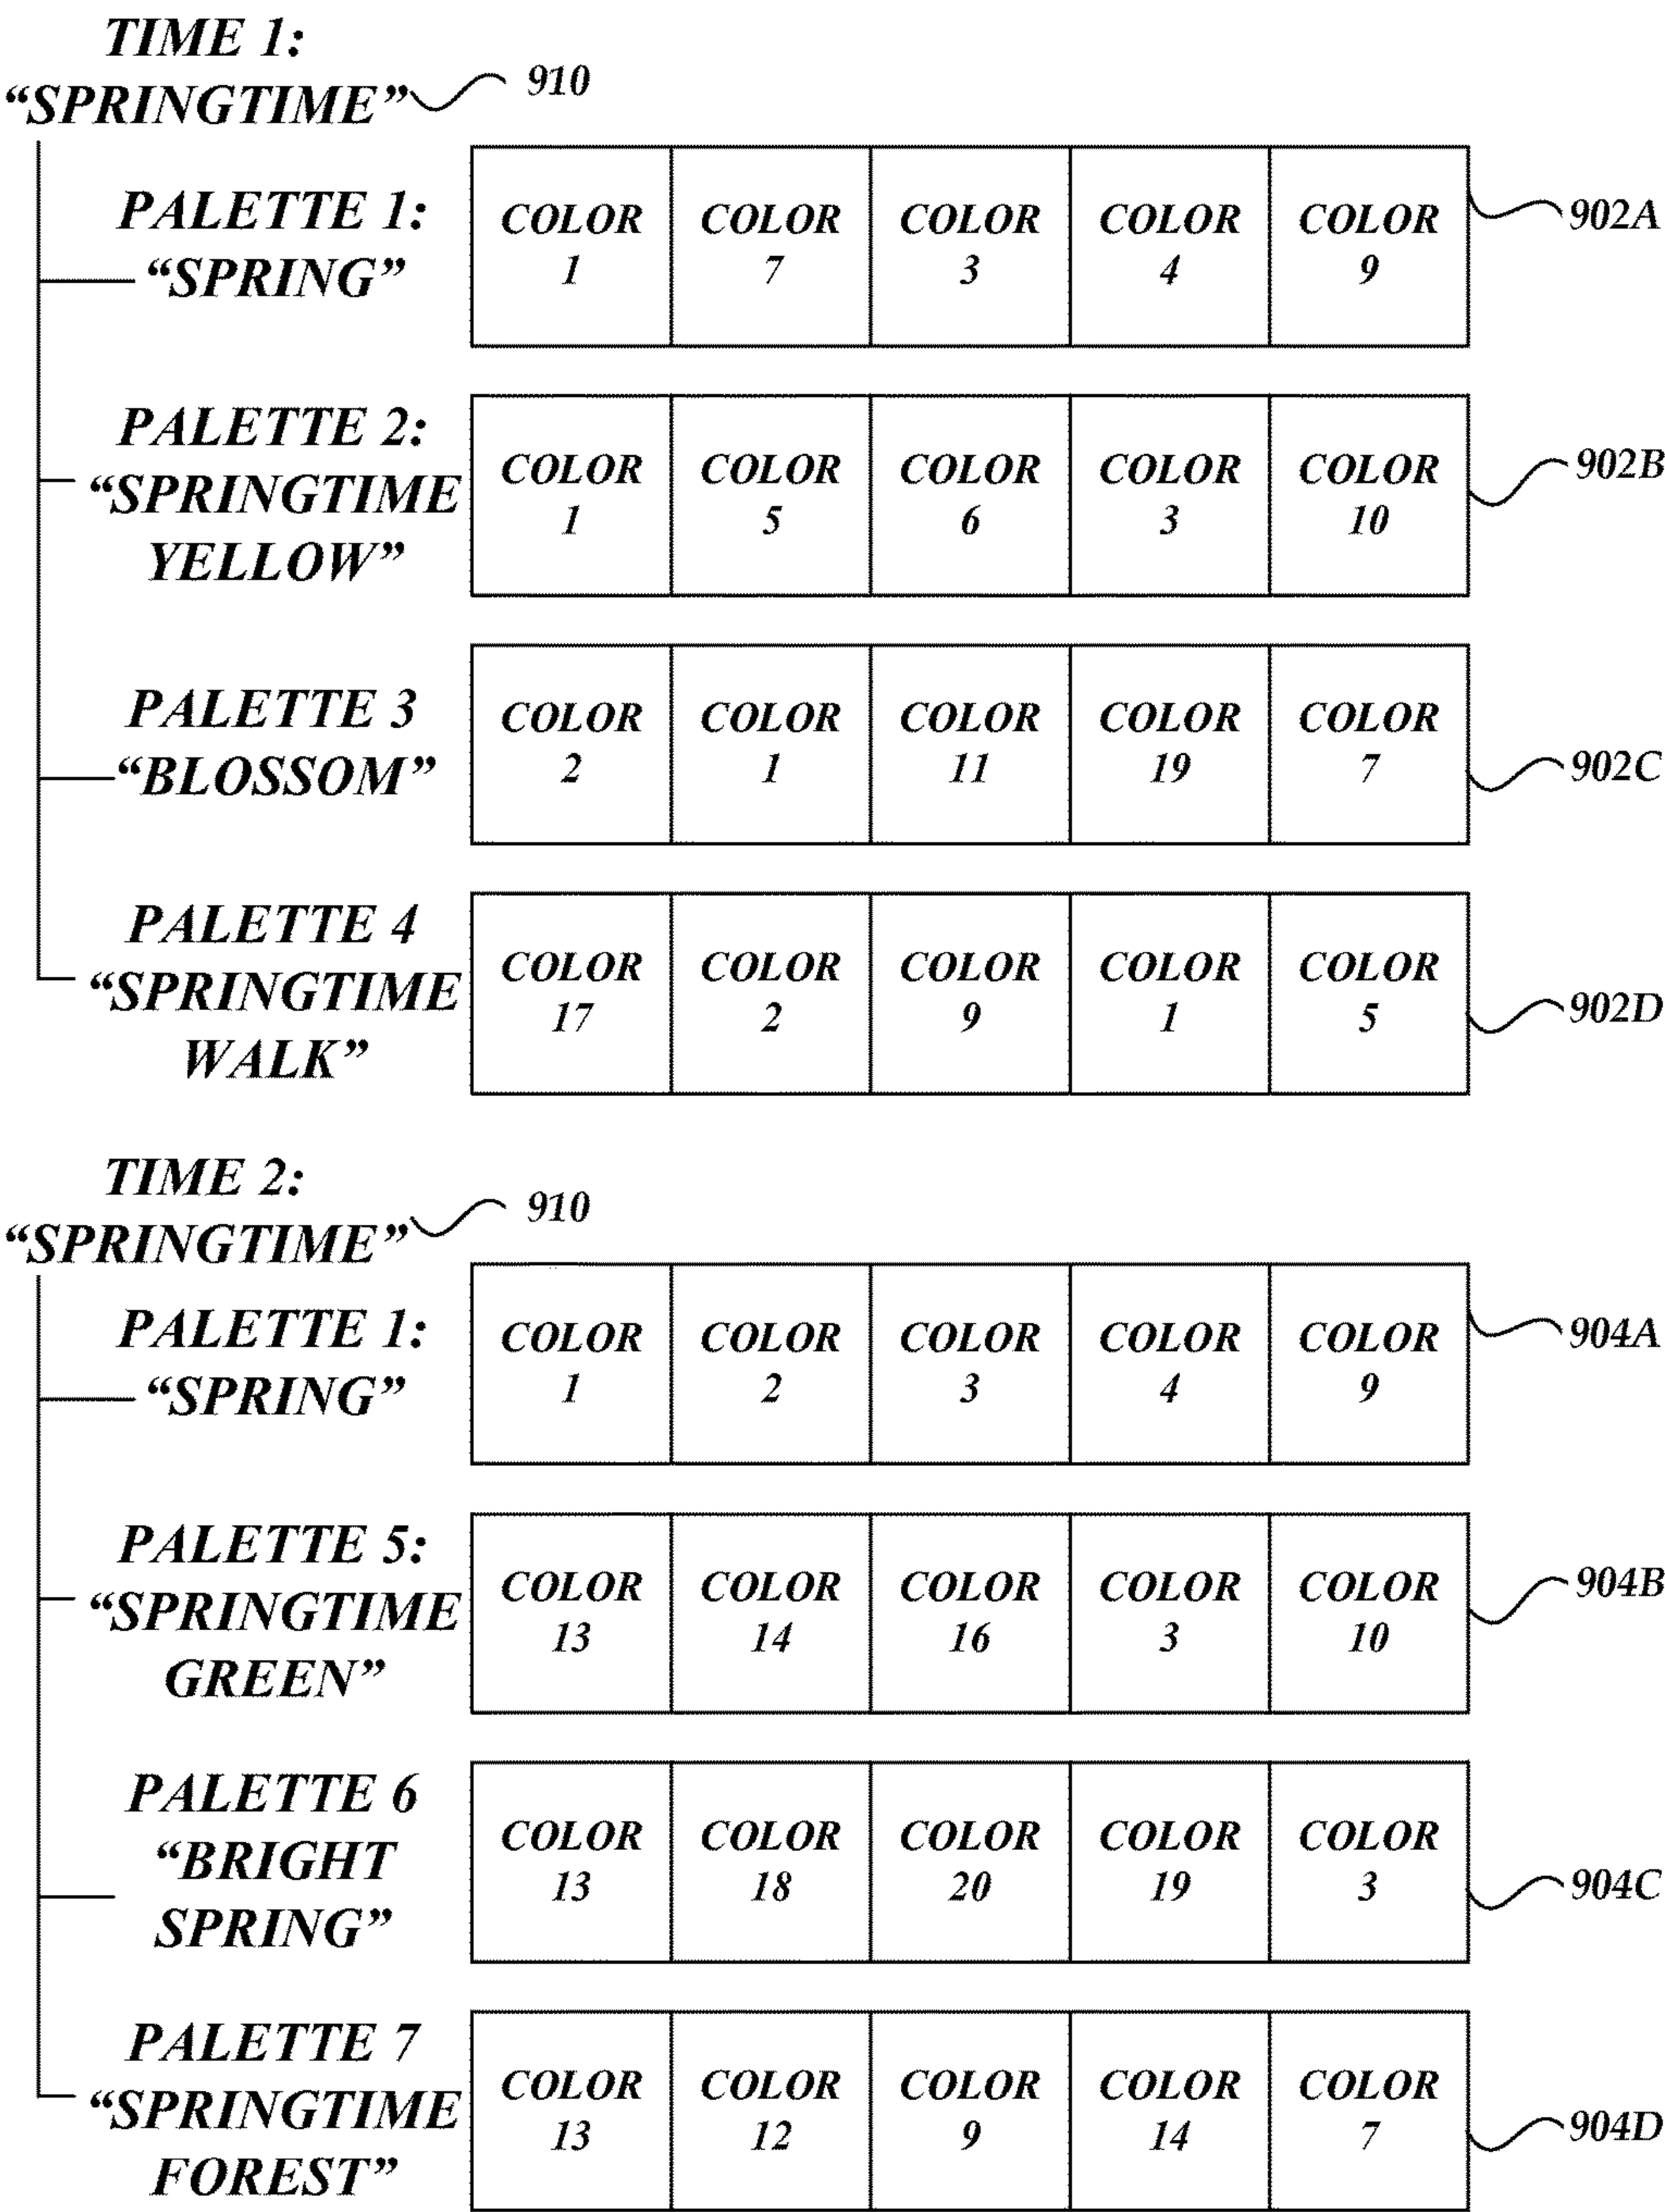 TIME 1:
“SPRINGTIME” 910
PALETTE 1:
“SPRING”
COLOR COLOR COLOR COLOR COLOR
1 7 3 4 9
902A
PALETTE 2:
“SPRINGTIME
YELLOW”
COLOR COLOR COLOR COLOR COLOR
1 5 6 3 10
902B
PALETTE 3
“BLOSSOM”
COLOR COLOR COLOR COLOR COLOR
2 1 11 19 7
902C
PALETTE 4
“SPRINGTIME
WALK”
COLOR COLOR COLOR COLOR COLOR
17 2 9 1 5
902D
TIME 2:
“SPRINGTIME” 910
PALETTE 1:
“SPRING”
COLOR COLOR COLOR COLOR COLOR
1 2 3 4 9
904A
PALETTE 5:
“SPRINGTIME
GREEN”
COLOR COLOR COLOR COLOR COLOR
13 14 16 3 10
904B
PALETTE 6
“BRIGHT
SPRING”
COLOR COLOR COLOR COLOR COLOR
13 18 20 19 3
904C
PALETTE 7
“SPRINGTIME
FOREST”
COLOR COLOR COLOR COLOR COLOR
13 12 9 14 7
904D